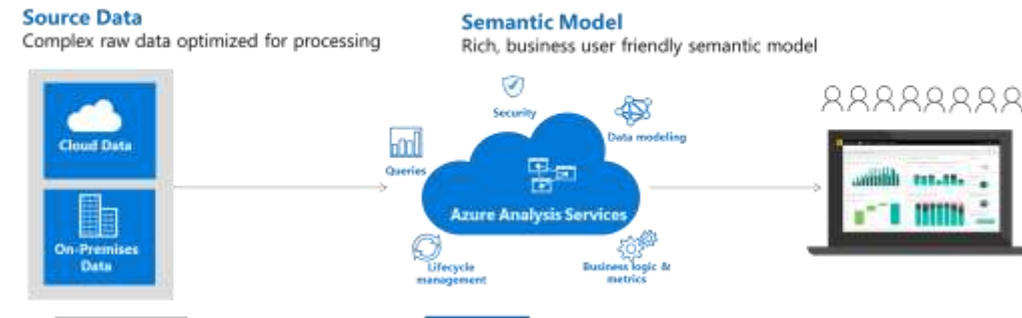 Source Data
Complex raw data optimized for processing
Semantic Model
Rich, business user friendly semantic model
Security
Data modeling
Queries
Cloud Data
Azure Analysis Services
On-Premises
Data
Lifecycle
management
Business logic &
metrics